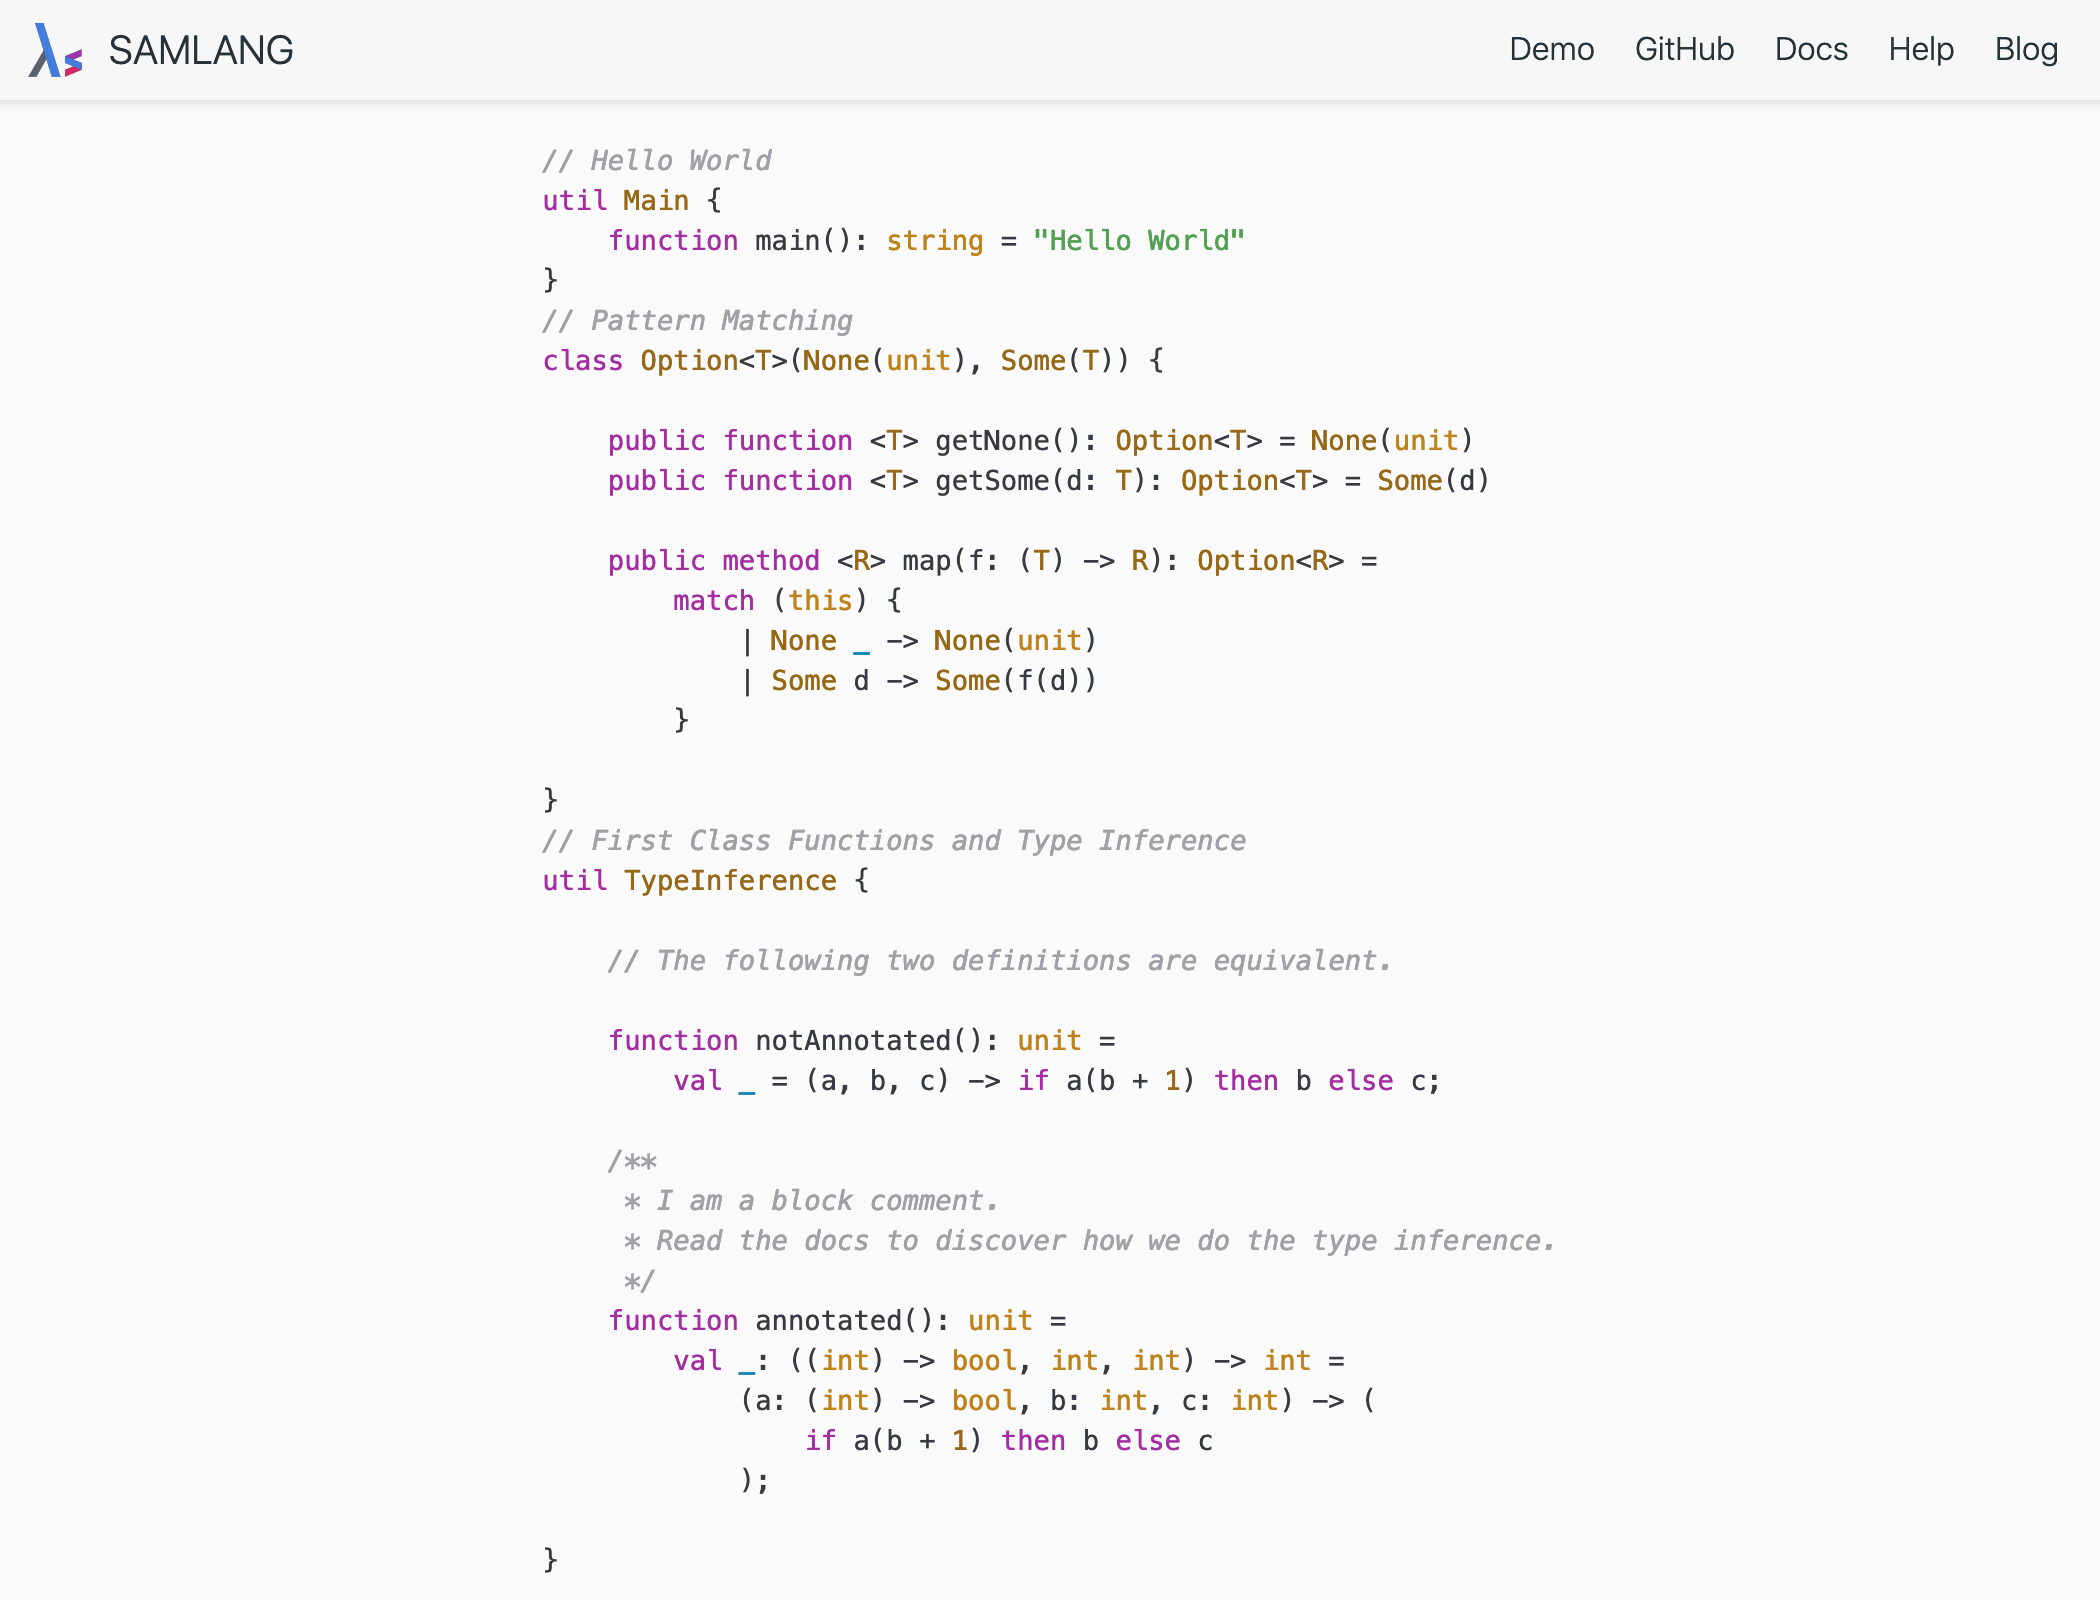 SAMLANG
Demo GitHub Docs Help Blog
// Hello World
util Main {
    function main(): string = "Hello World"
}
// Pattern Matching
class Option<T>(None(unit), Some(T)) {

    public function <T> getNone(): Option<T> = None(unit)
    public function <T> getSome(d: T): Option<T> = Some(d)

    public method <R> map(f: (T) -> R): Option<R> =
        match (this) {
            | None _ -> None(unit)
            | Some d -> Some(f(d))
        }

}
// First Class Functions and Type Inference
util TypeInference {

    // The following two definitions are equivalent.

    function notAnnotated(): unit =
        val _ = (a, b, c) -> if a(b + 1) then b else c;

    /**
     * I am a block comment.
     * Read the docs to discover how we do the type inference.
     */
    function annotated(): unit =
        val _: ((int) -> bool, int, int) -> int =
            (a: (int) -> bool, b: int, c: int) -> (
                if a(b + 1) then b else c
            );

}